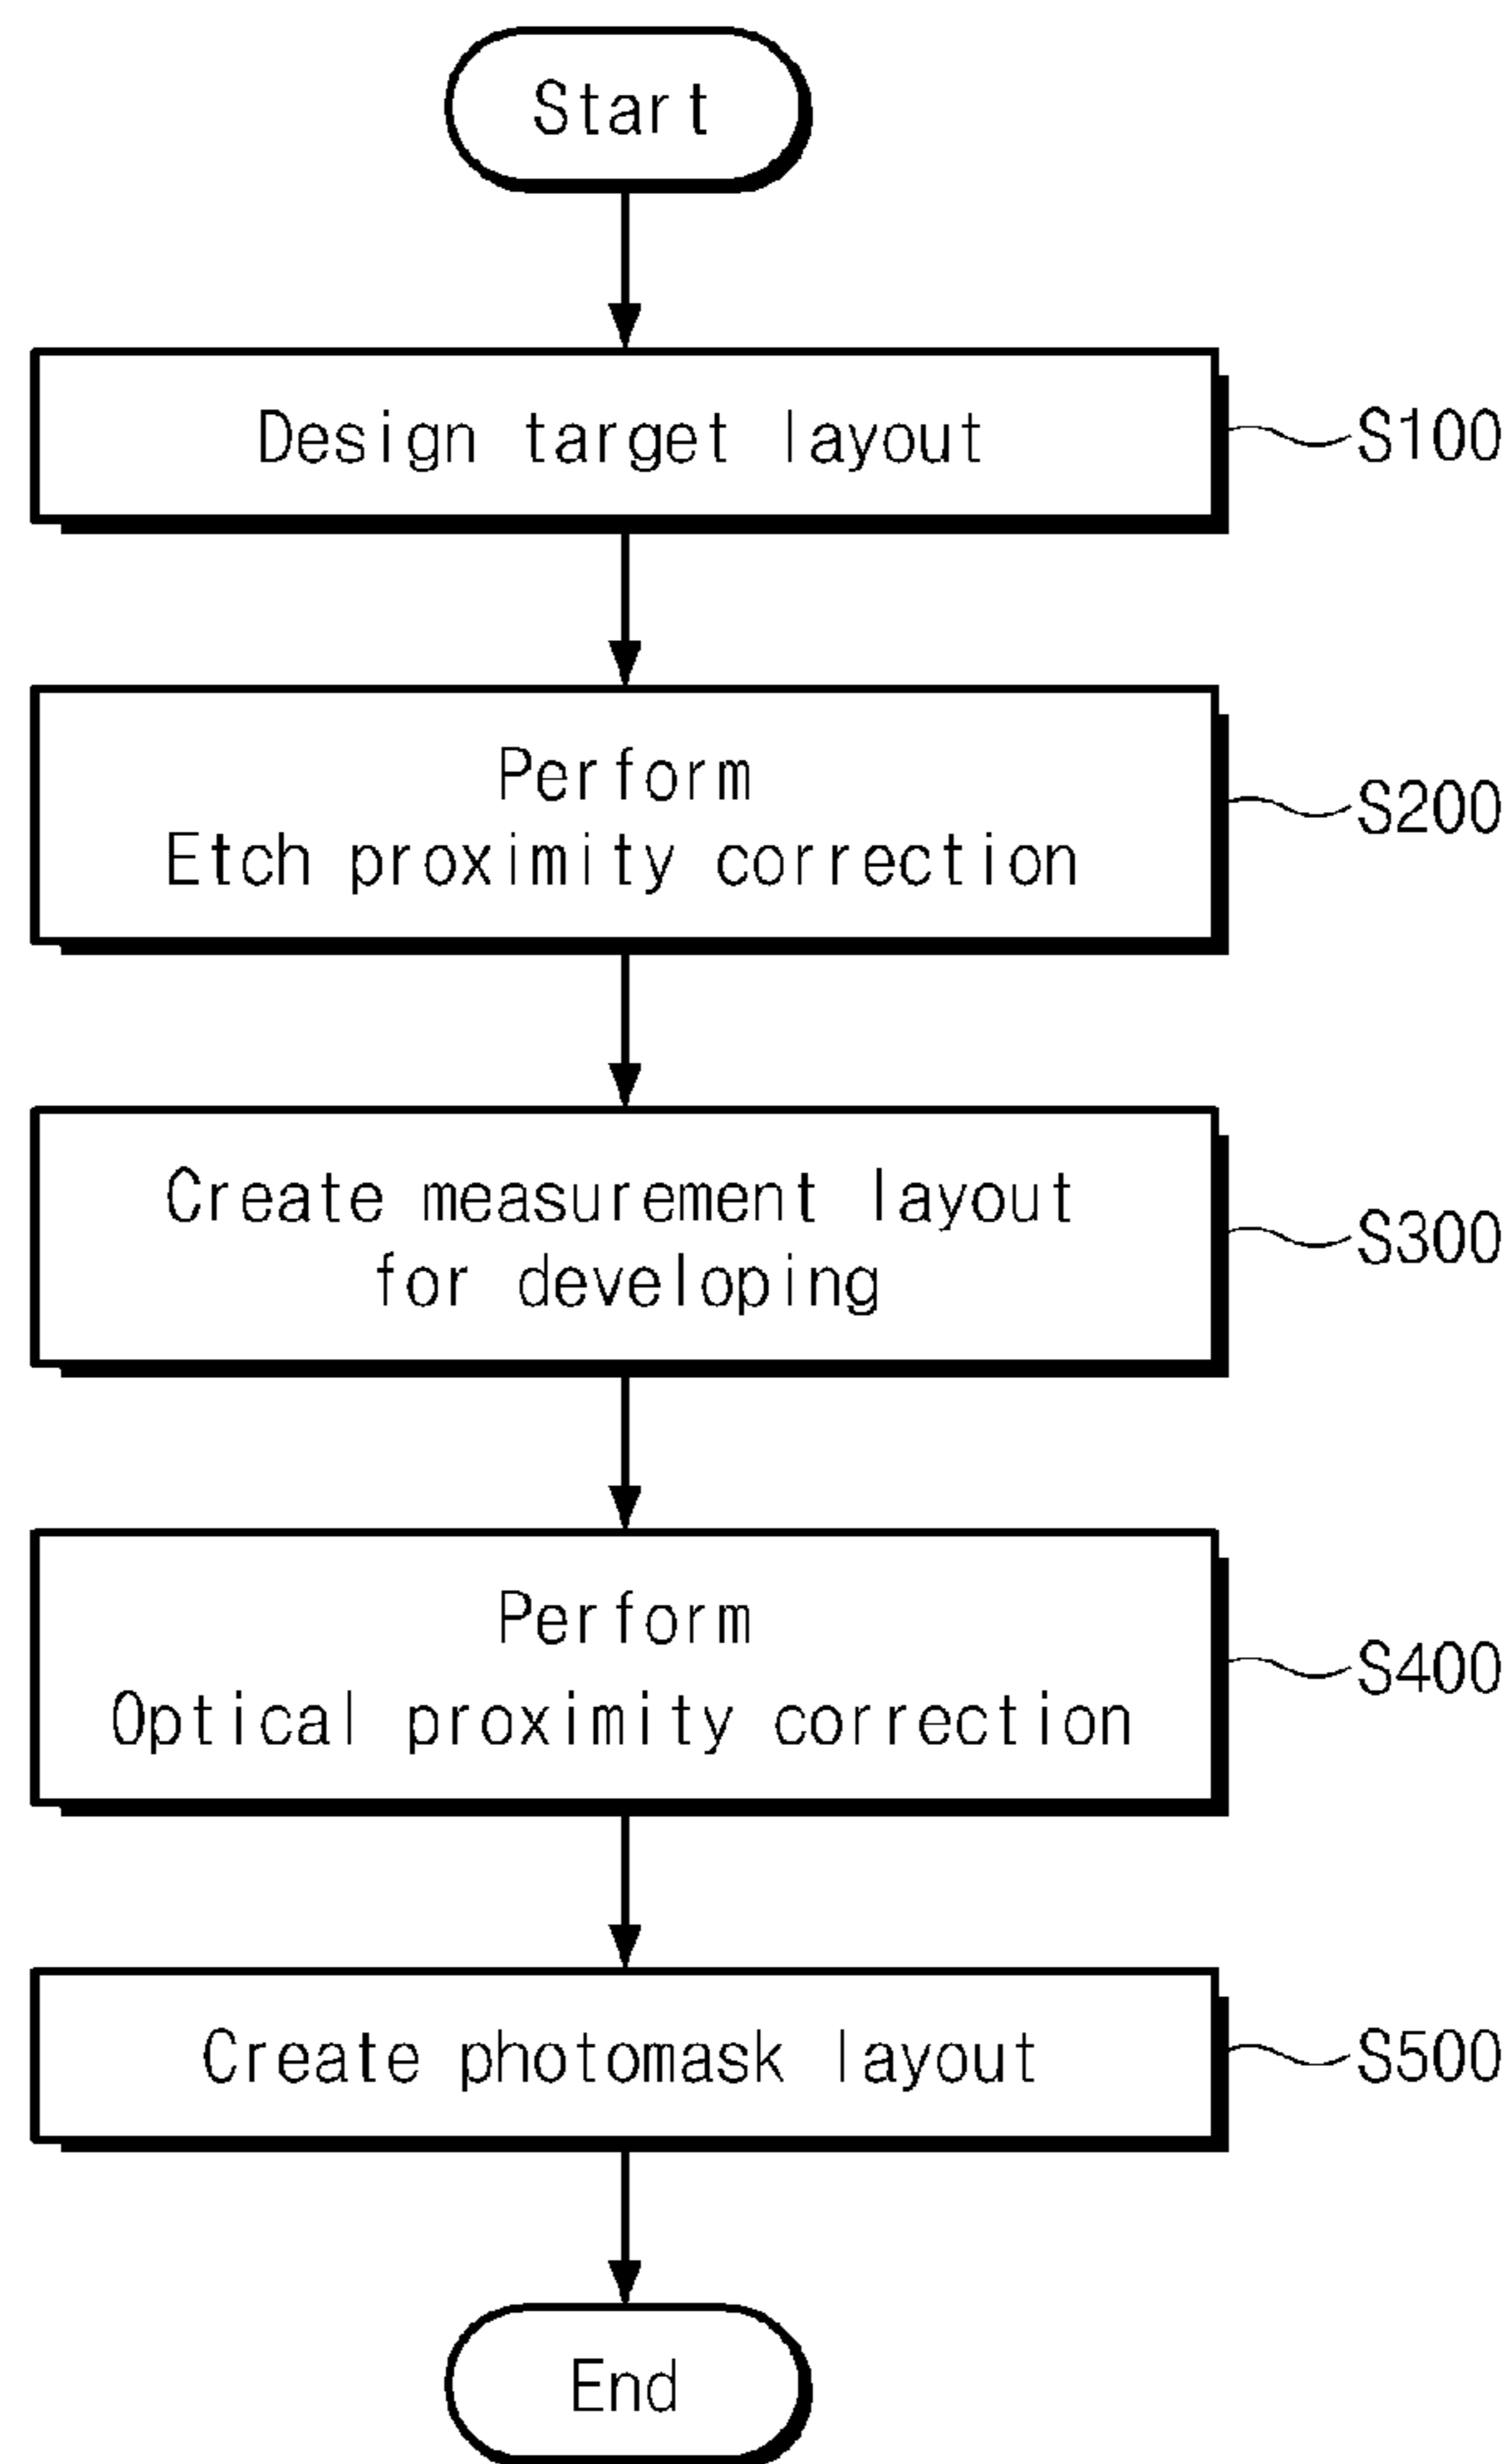 Start
Design target layout
S100
Perform
Etch proximity correction
S200
Create measurement layout
for developing
S300
Perform
Optical proximity correction
S400
Create photomask layout
S500
End